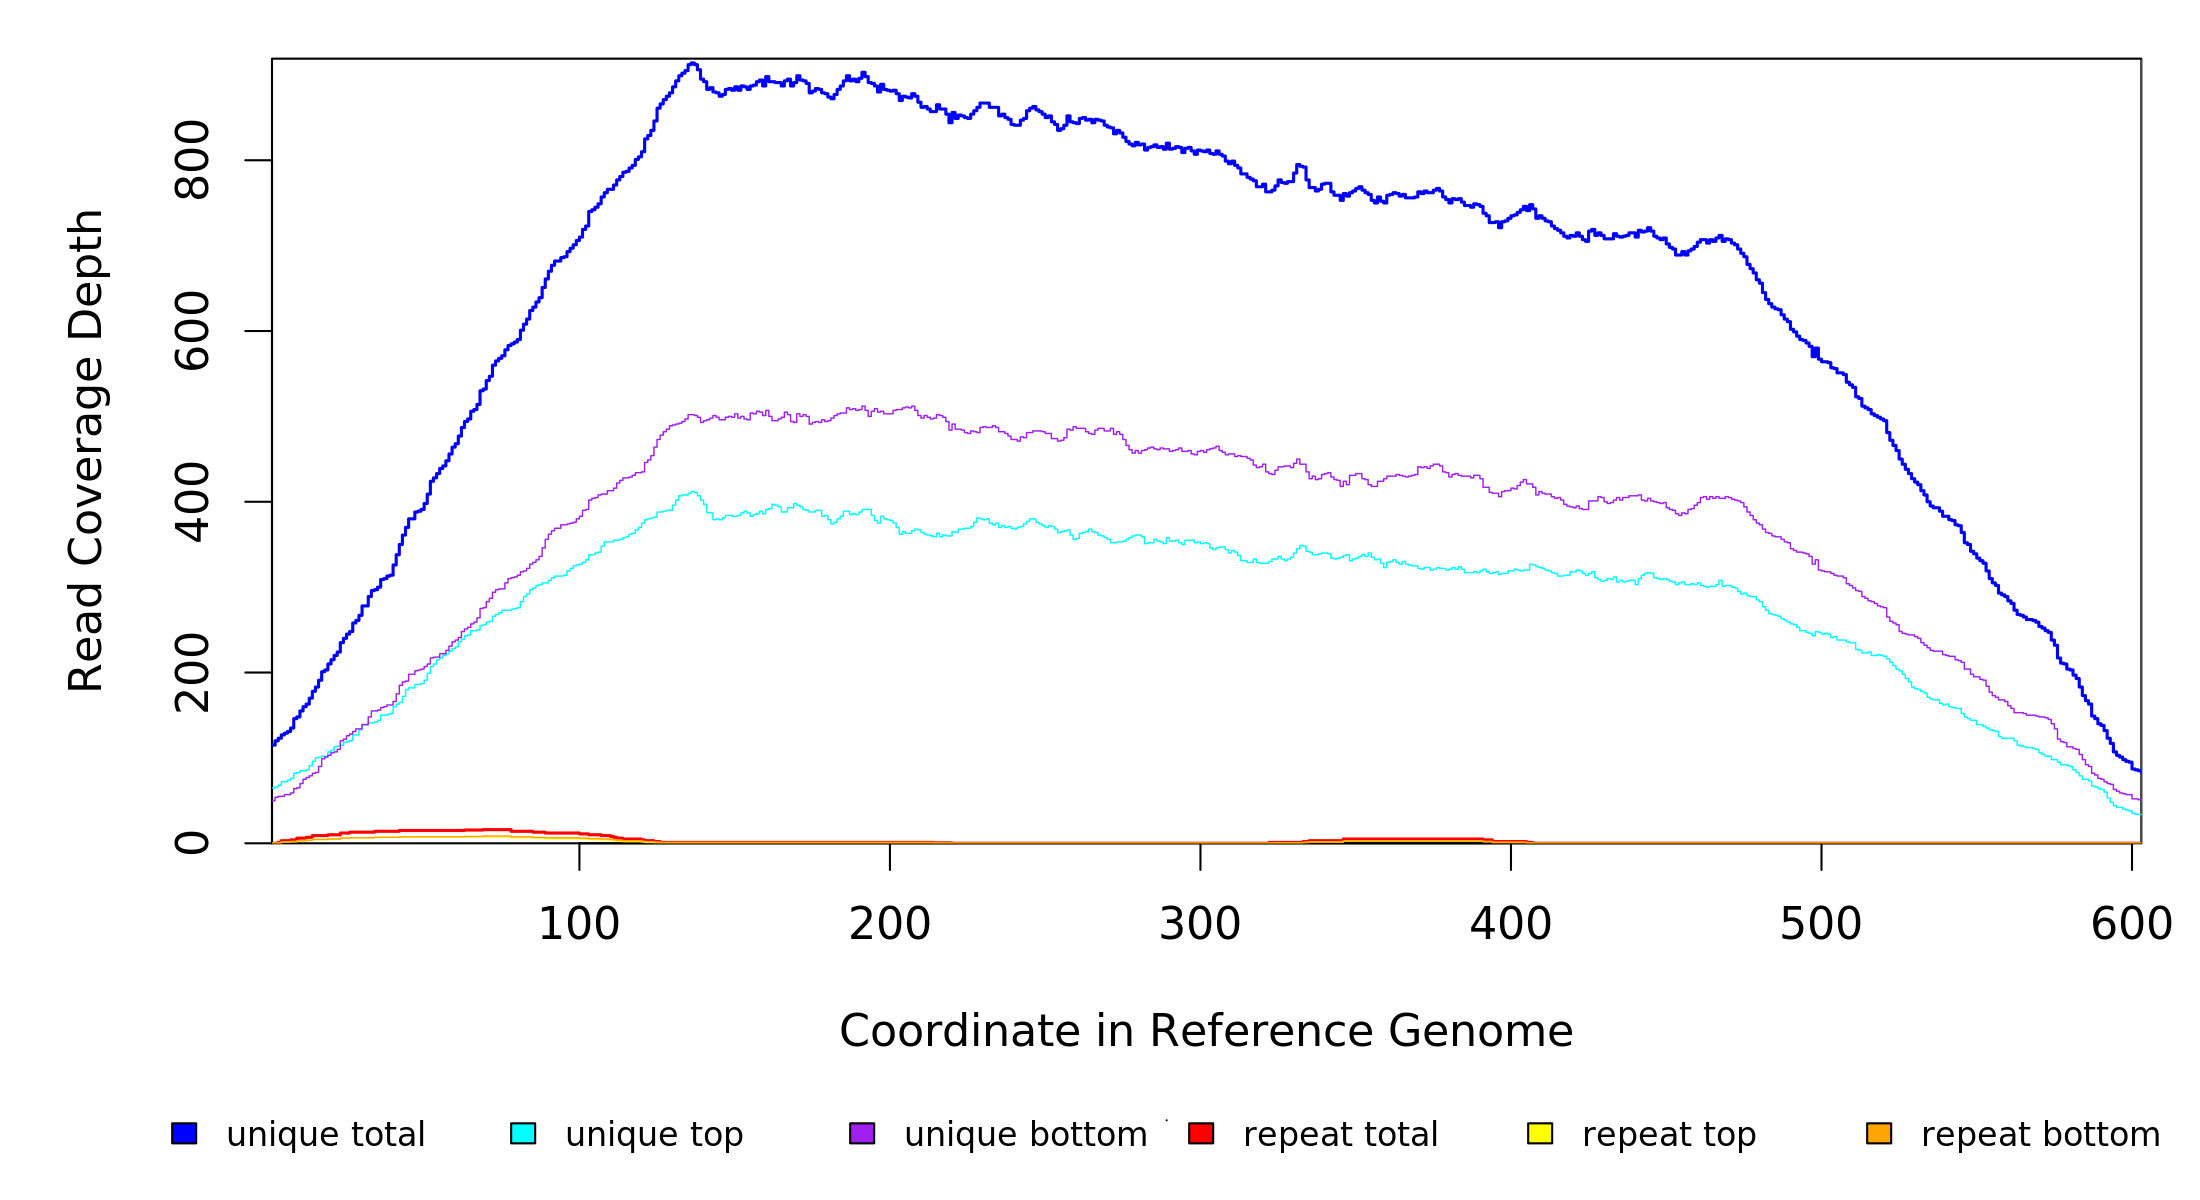 Read Coverage Depth
800
600
400
200
0
100 200 300 400 500 600
Coordinate in Reference Genome
unique total unique top unique bottom repeat total repeat top repeat bottom